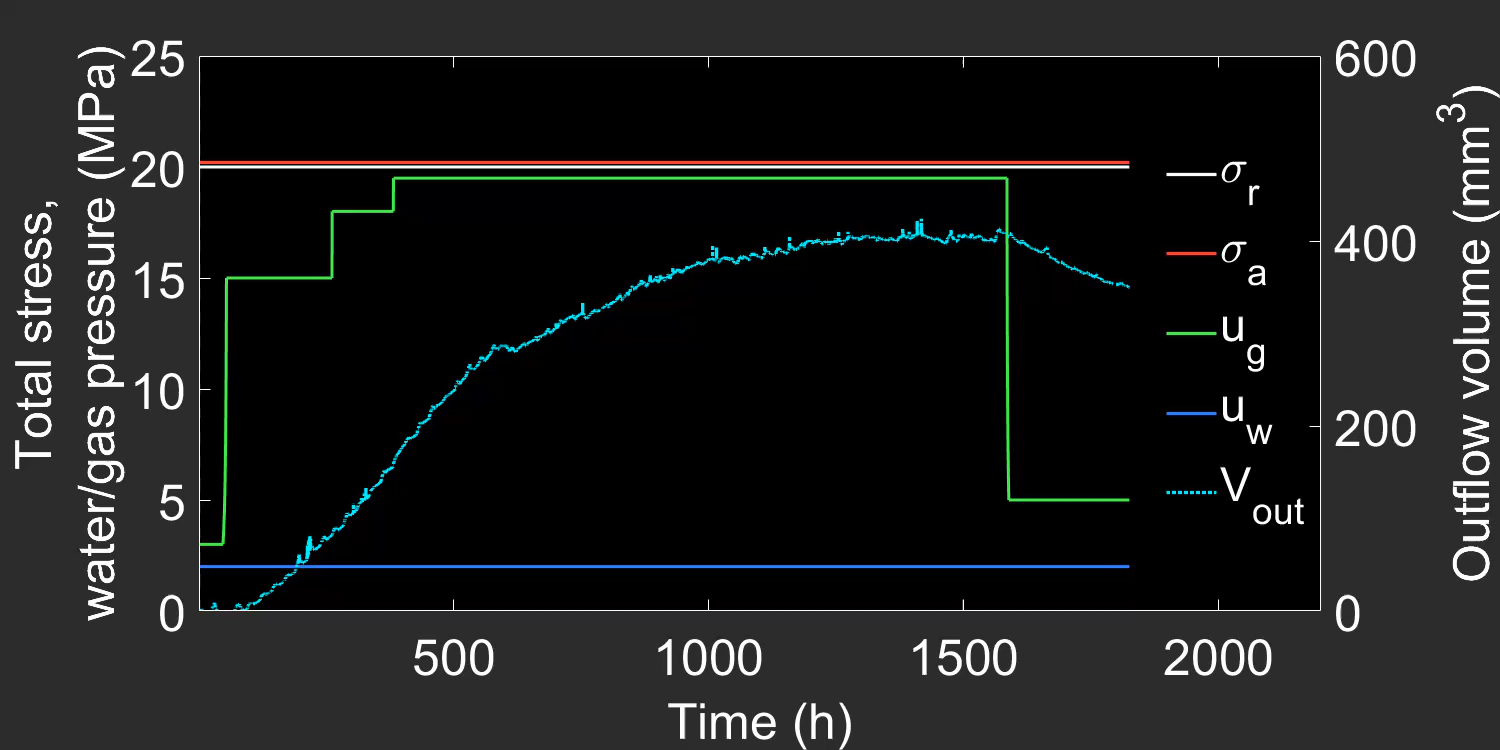 Total stress,
water/gas pressure (MPa)
25
20
15
10
5
0
500
1000
1500
2000
Time (h)
600
400
200
0
Outflow volume (mm³)
σr
σa
ug
uw
Vout